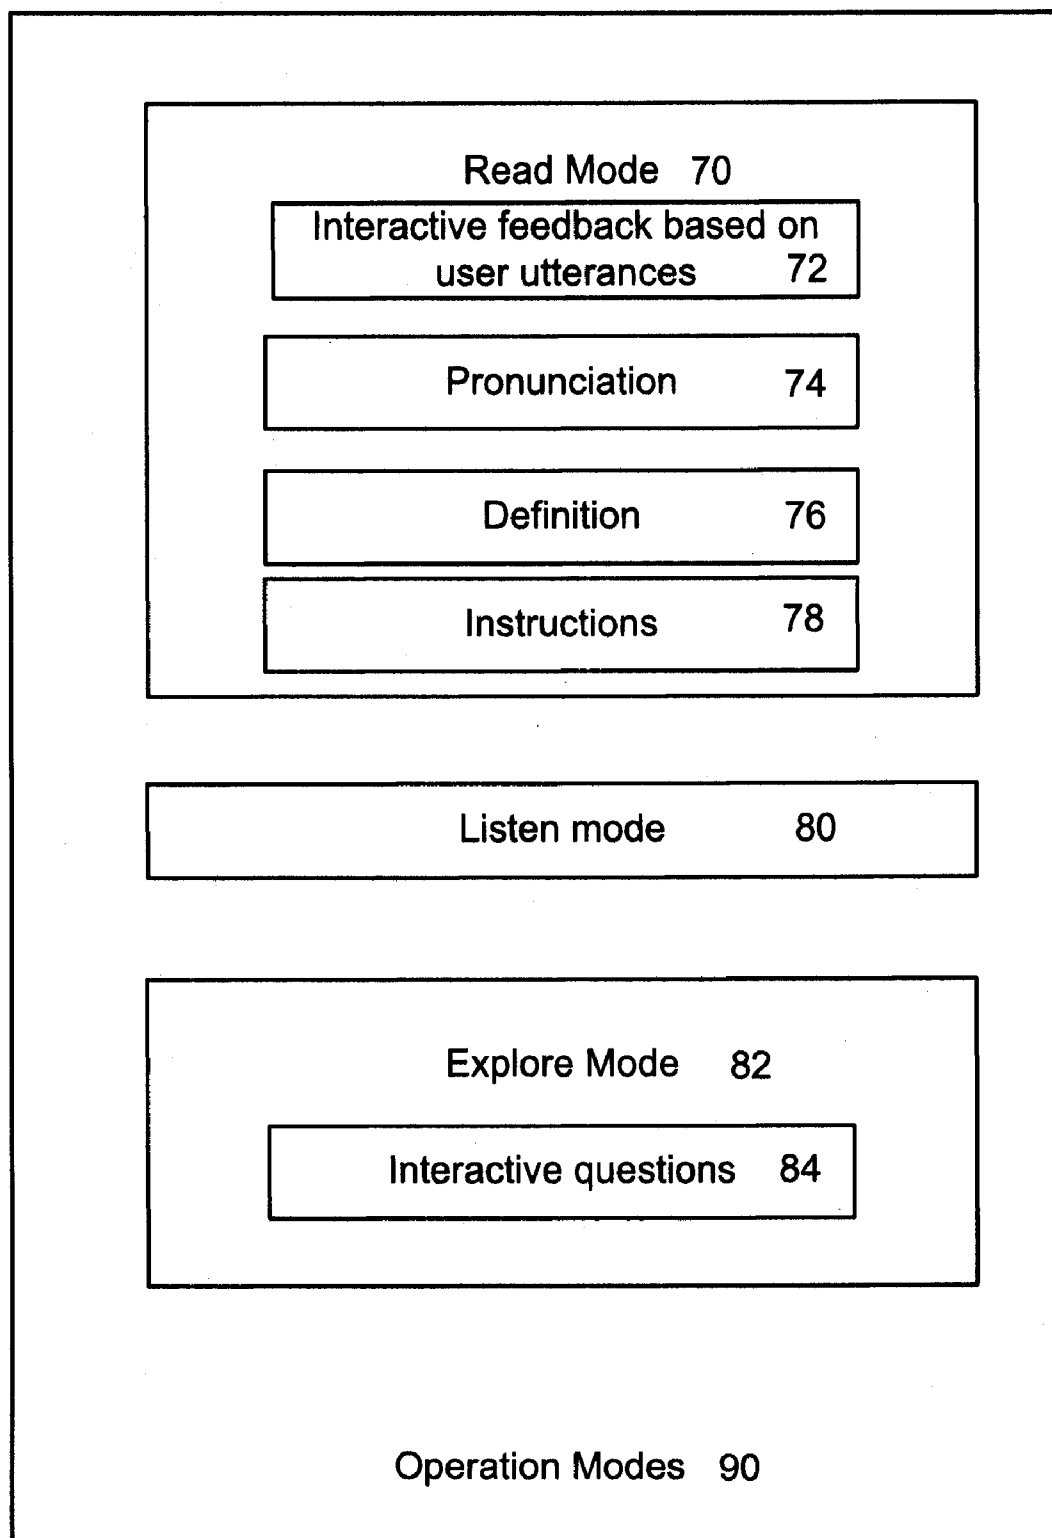 Read Mode 70
Interactive feedback based on
user utterances 72
Pronunciation 74
Definition 76
Instructions 78
Listen mode 80
Explore Mode 82
Interactive questions 84
Operation Modes 90